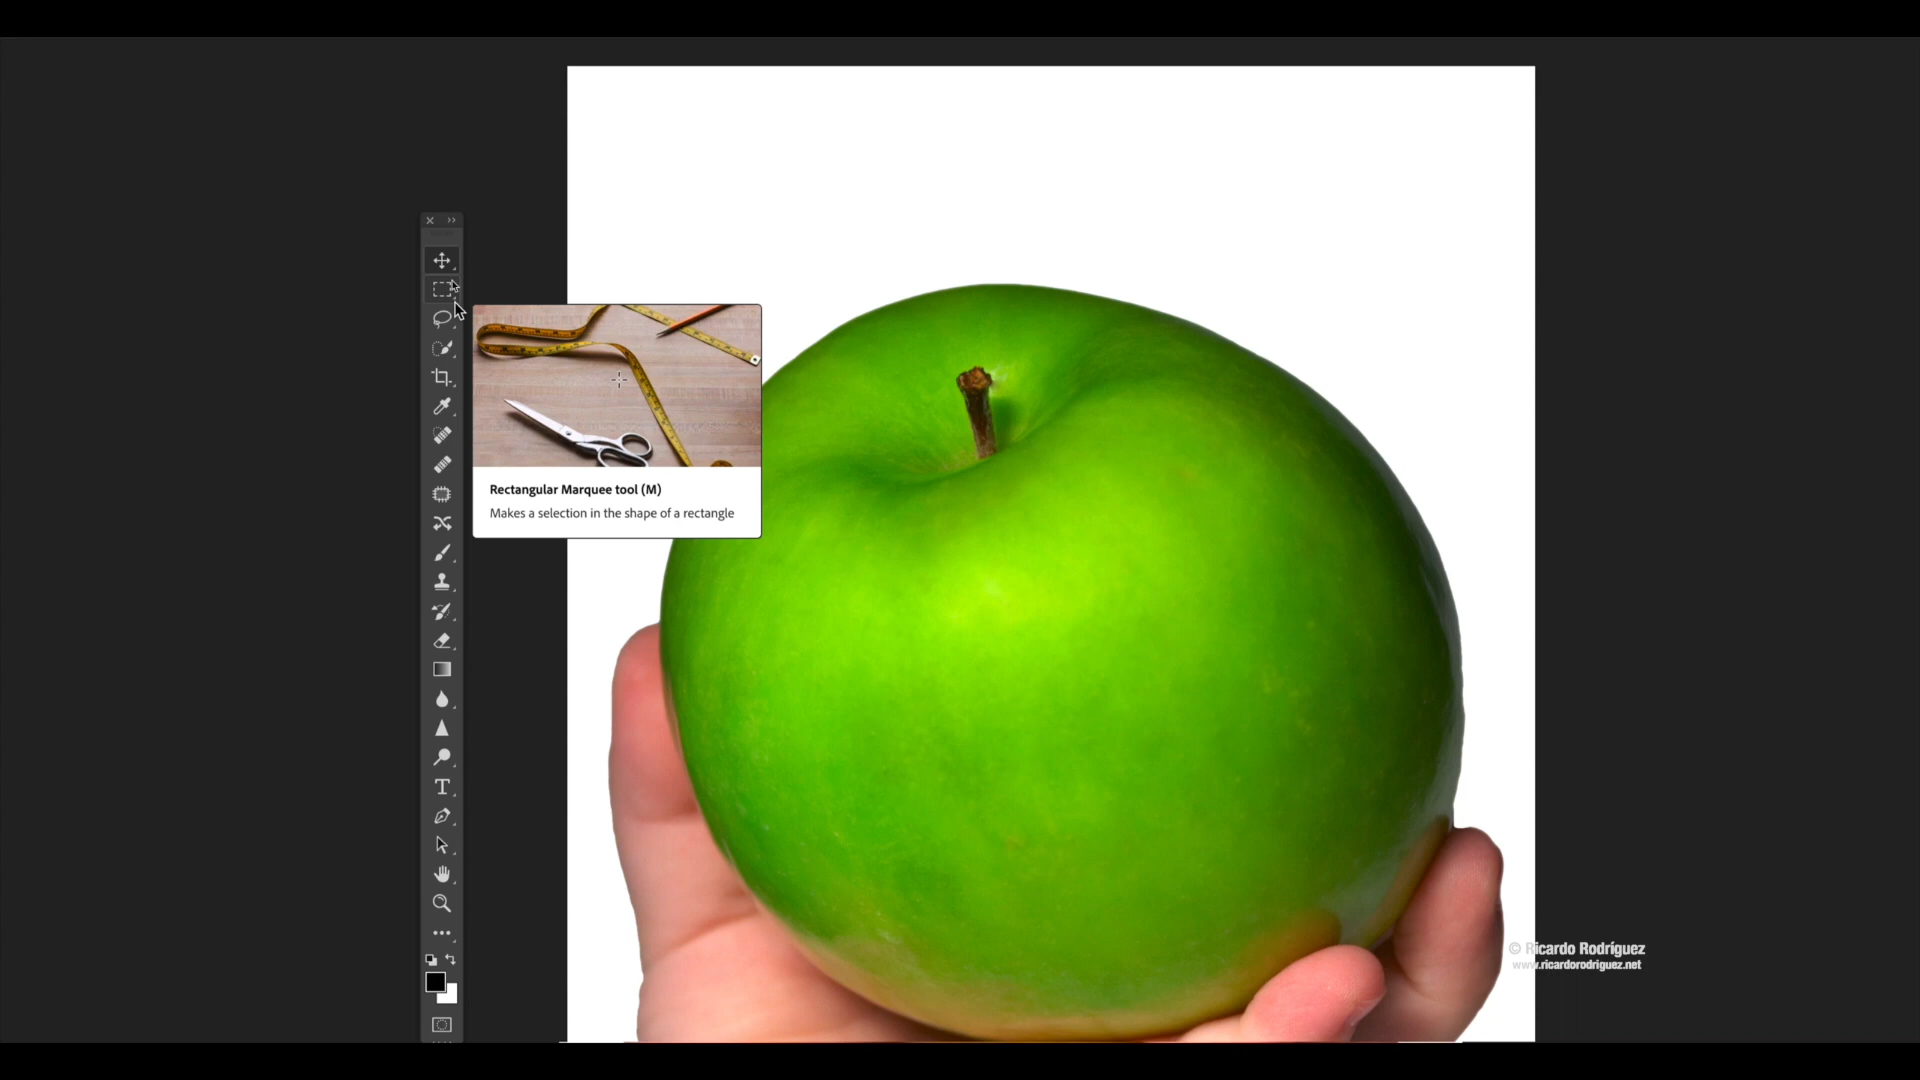 Rectangular Marquee tool (M)
Makes a selection in the shape of a rectangle
© Ricardo Rodríguez
www.ricardorodriguez.net